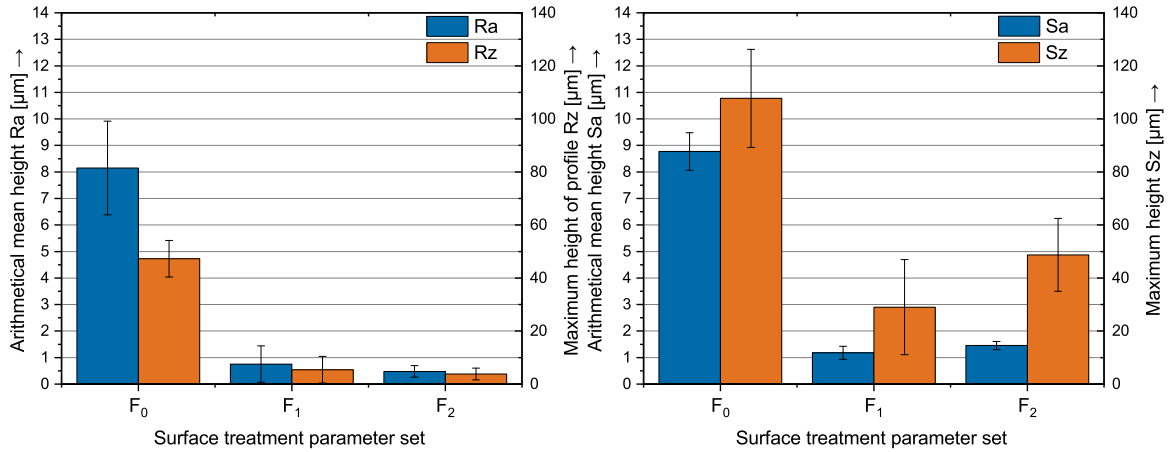 Arithmetical mean height Ra [µm] →
14
13
12
11
10
9
8
7
6
5
4
3
2
1
0
Ra
Rz
140
120
100
80
60
40
20
0
Maximum height of profile Rz [µm] →
F0
F1
F2
Surface treatment parameter set
Arithmetical mean height Sa [µm] →
14
13
12
11
10
9
8
7
6
5
4
3
2
1
0
Sa
Sz
140
120
100
80
60
40
20
0
Maximum height Sz [µm] →
F0
F1
F2
Surface treatment parameter set